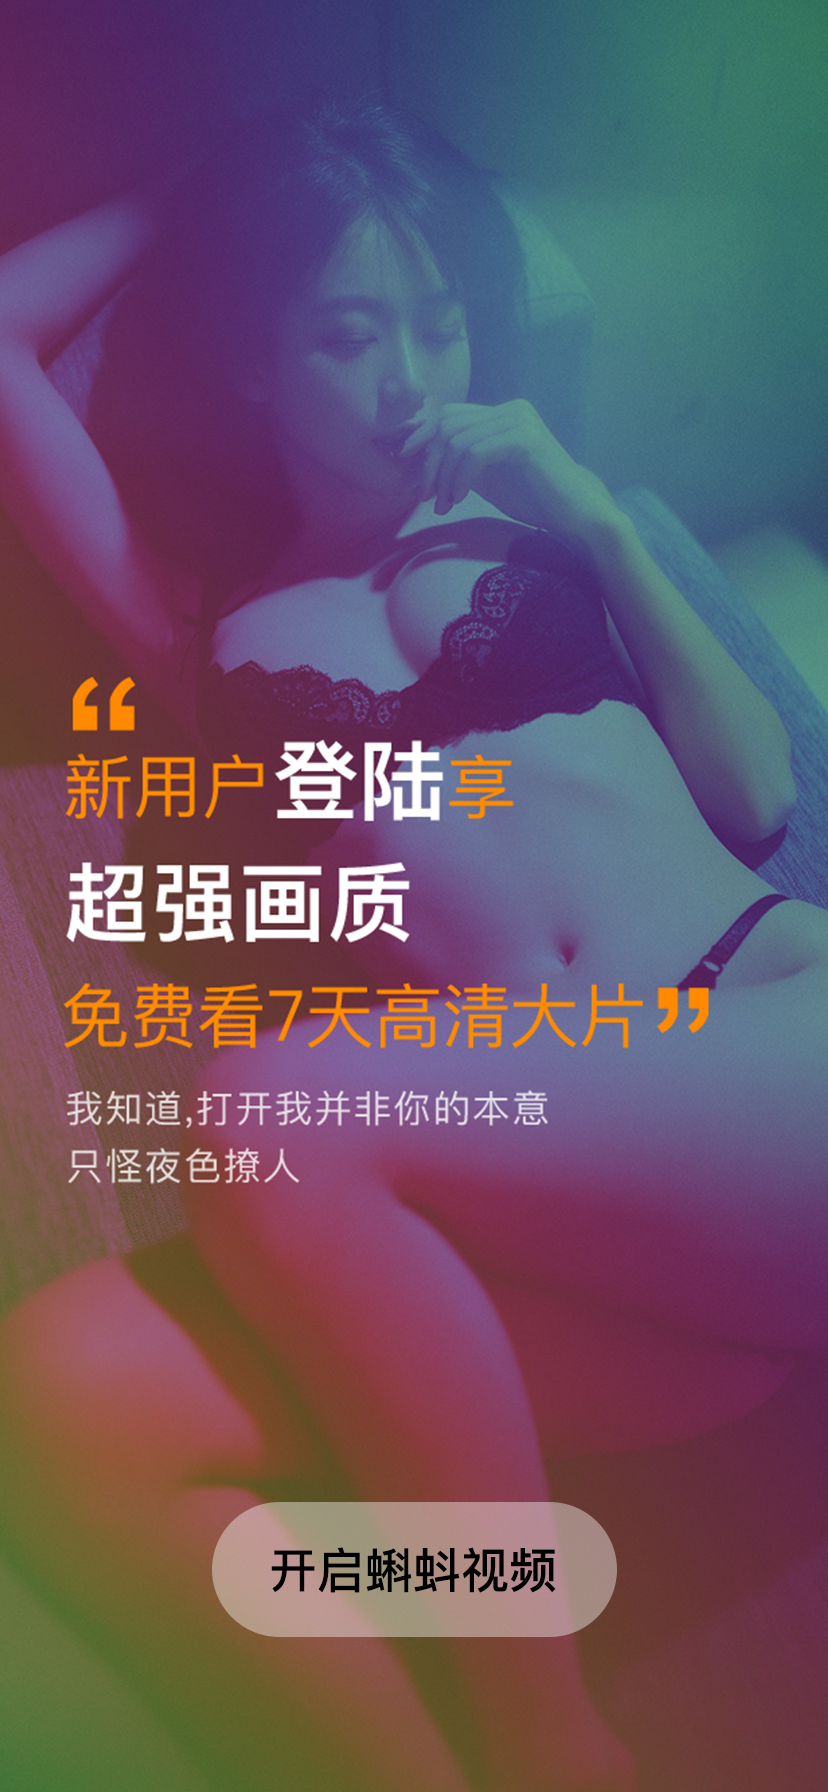 “
新用户登陆享
超强画质
免费看7天高清大片”
我知道,打开我并非你的本意
只怪夜色撩人
开启蝌蚪视频